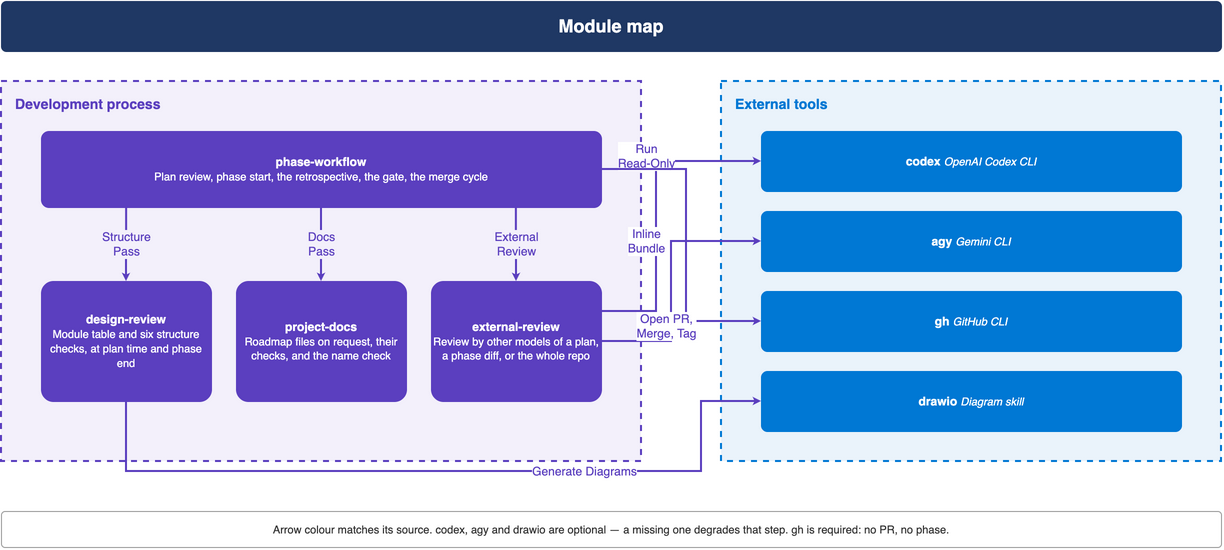 Module map
Development process
phase-workflow
Plan review, phase start, the retrospective, the gate, the merge cycle
Structure
Pass
Docs
Pass
External
Review
design-review
Module table and six structure
checks, at plan time and phase
end
project-docs
Roadmap files on request, their
checks, and the name check
external-review
Review by other models of a plan,
a phase diff, or the whole repo
Run
Read-Only
Inline
Bundle
Open PR,
Merge, Tag
Generate Diagrams
External tools
codex OpenAI Codex CLI
agy Gemini CLI
gh GitHub CLI
drawio Diagram skill
Arrow colour matches its source. codex, agy and drawio are optional — a missing one degrades that step. gh is required: no PR, no phase.